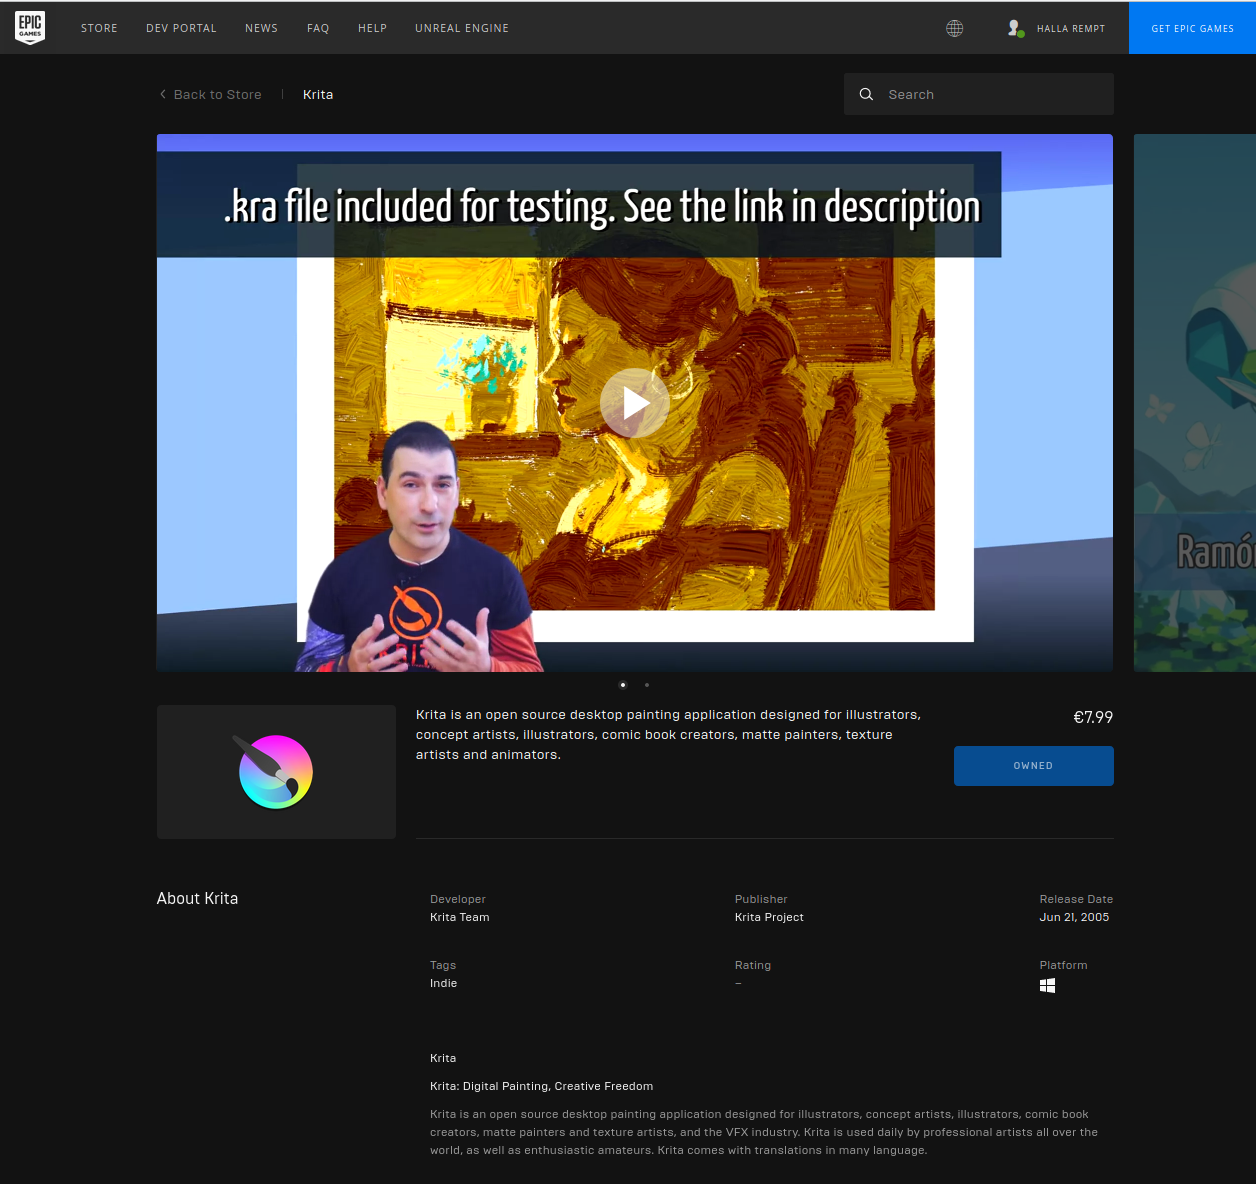 EPIC
GAMES
STORE DEV PORTAL NEWS FAQ HELP UNREAL ENGINE HALLA REMPT GET EPIC GAMES
Back to Store | Krita Search
.kra file included for testing. See the link in description
Ramó
Krita is an open source desktop painting application designed for illustrators,
concept artists, illustrators, comic book creators, matte painters, texture
artists and animators.
€7.99
OWNED
About Krita
Developer Publisher Release Date
Krita Team Krita Project Jun 21, 2005
Tags Rating Platform
Indie –
Krita
Krita: Digital Painting, Creative Freedom
Krita is an open source desktop painting application designed for illustrators, concept artists, illustrators, comic book
creators, matte painters and texture artists, and the VFX industry. Krita is used daily by professional artists all over the
world, as well as enthusiastic amateurs. Krita comes with translations in many language.